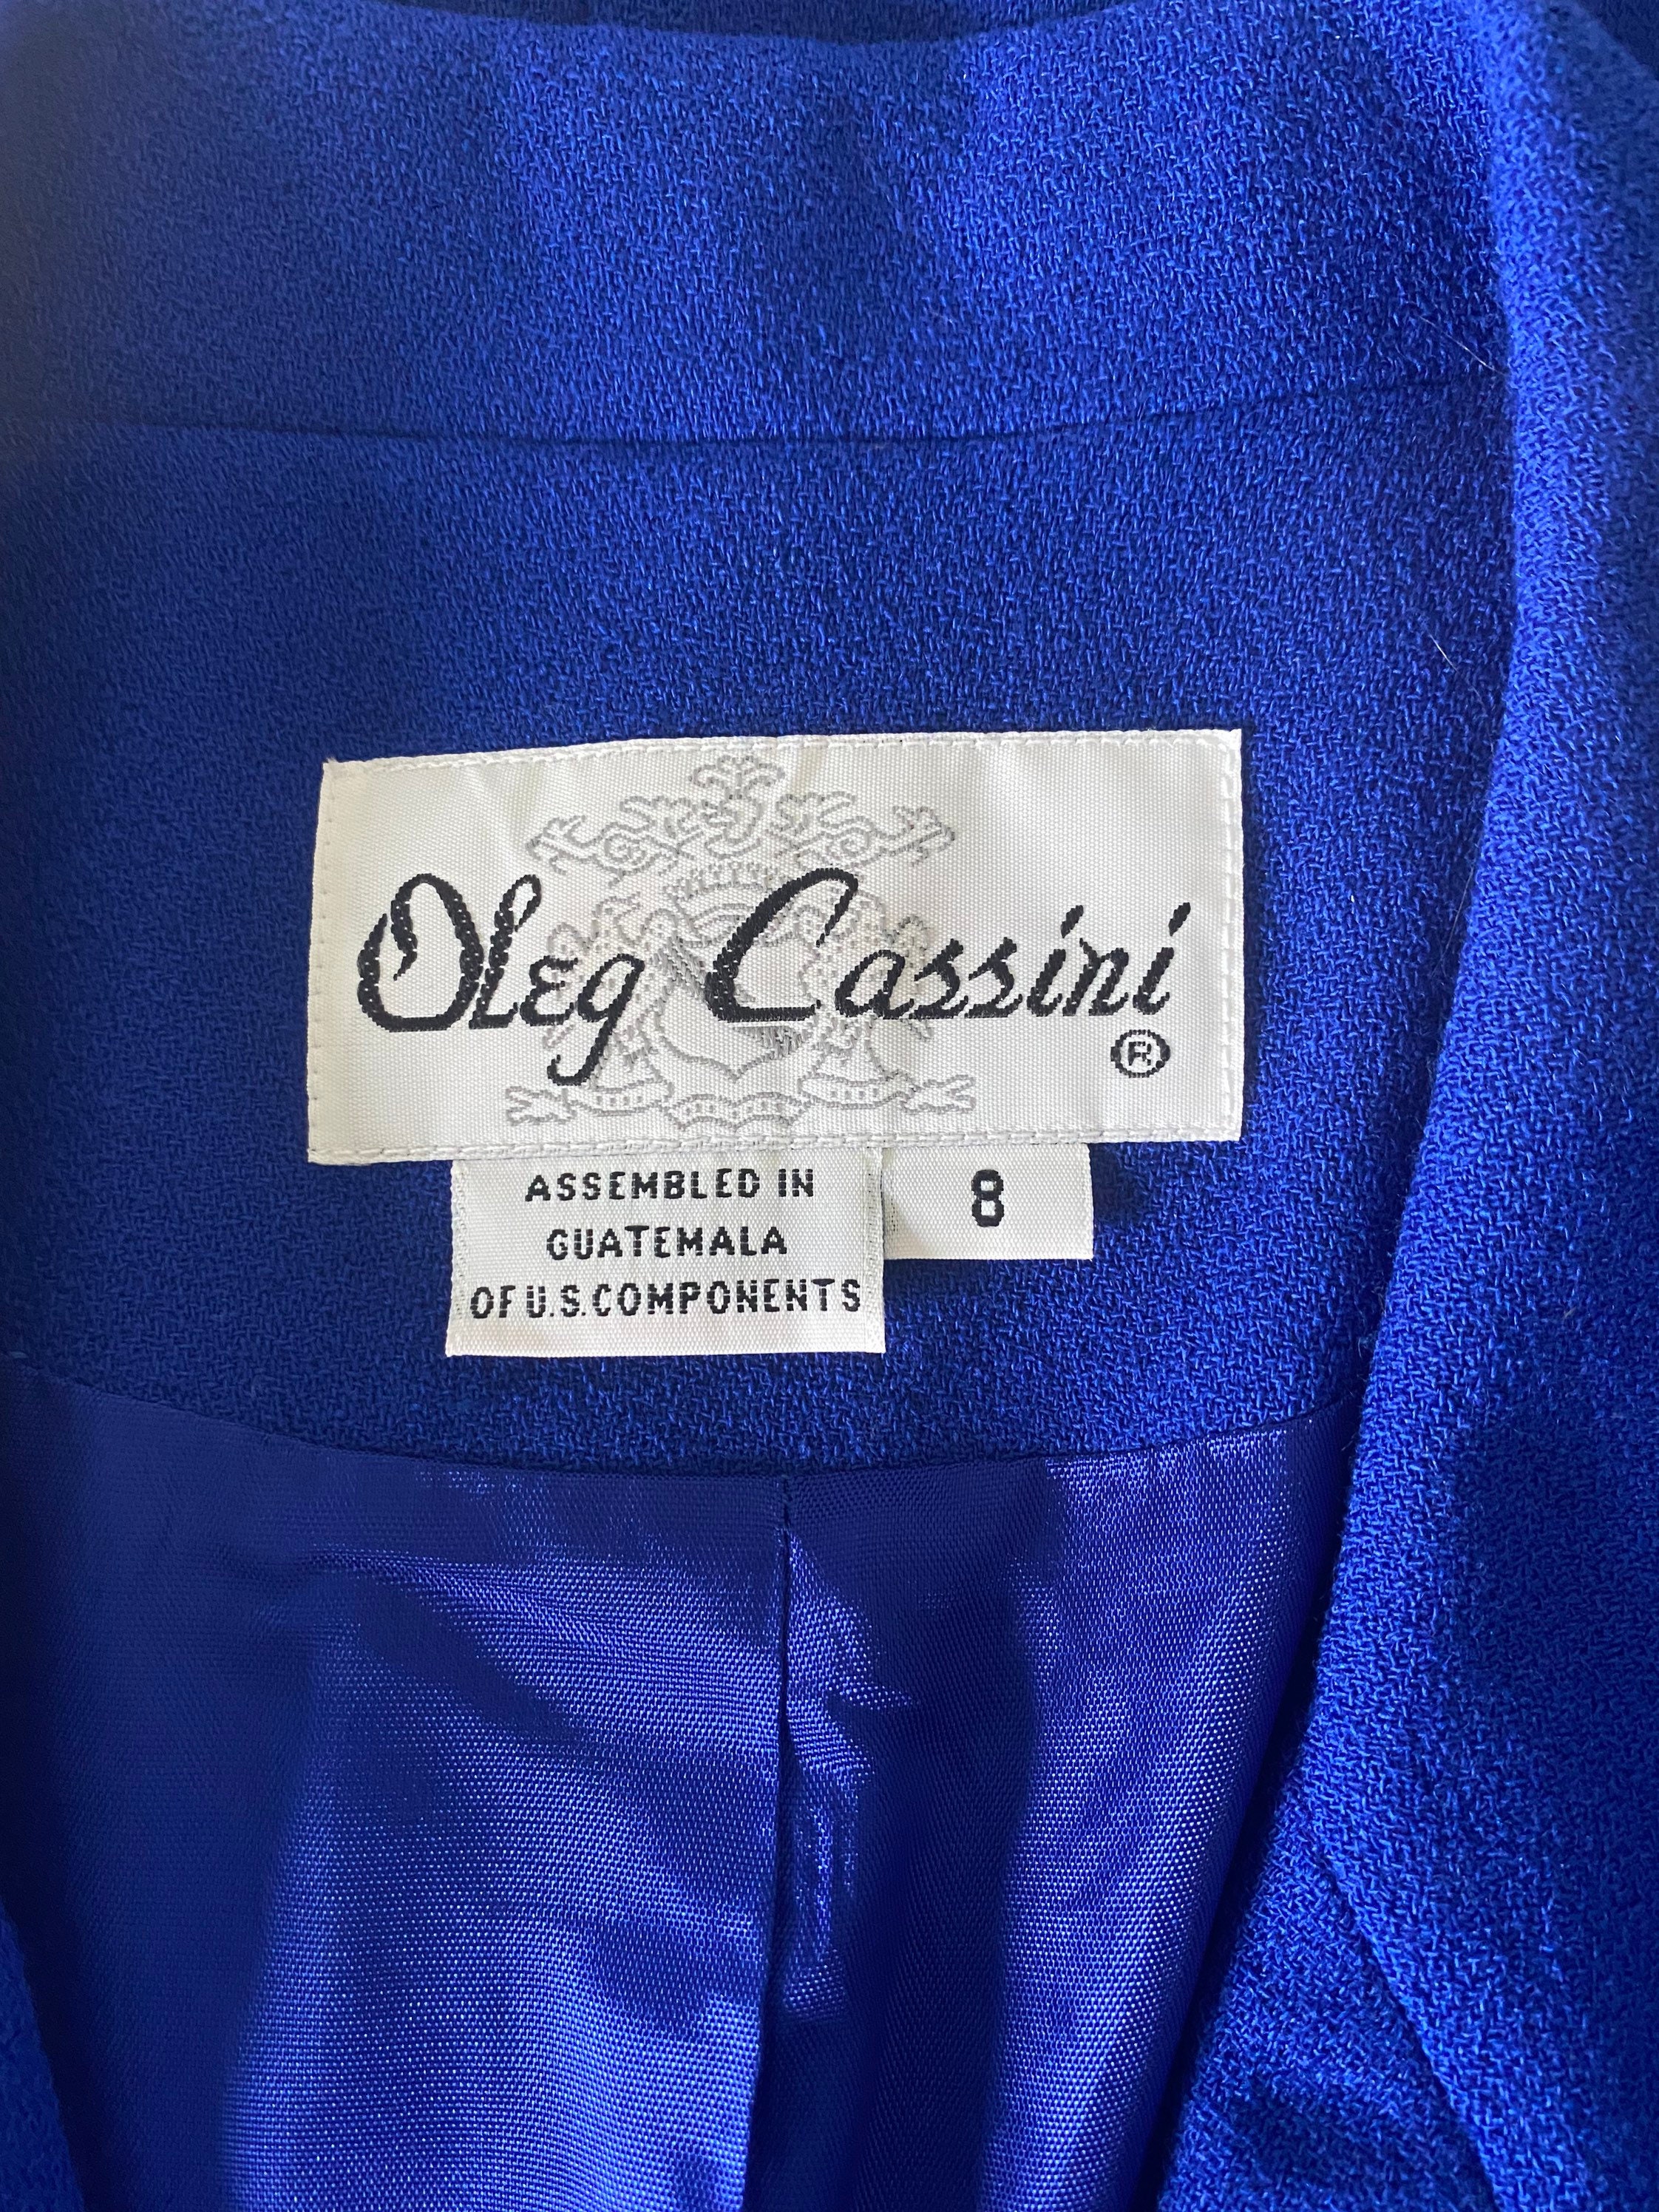 Oleg Cassini
®
ASSEMBLED IN
GUATEMALA
OF U.S.COMPONENTS
8